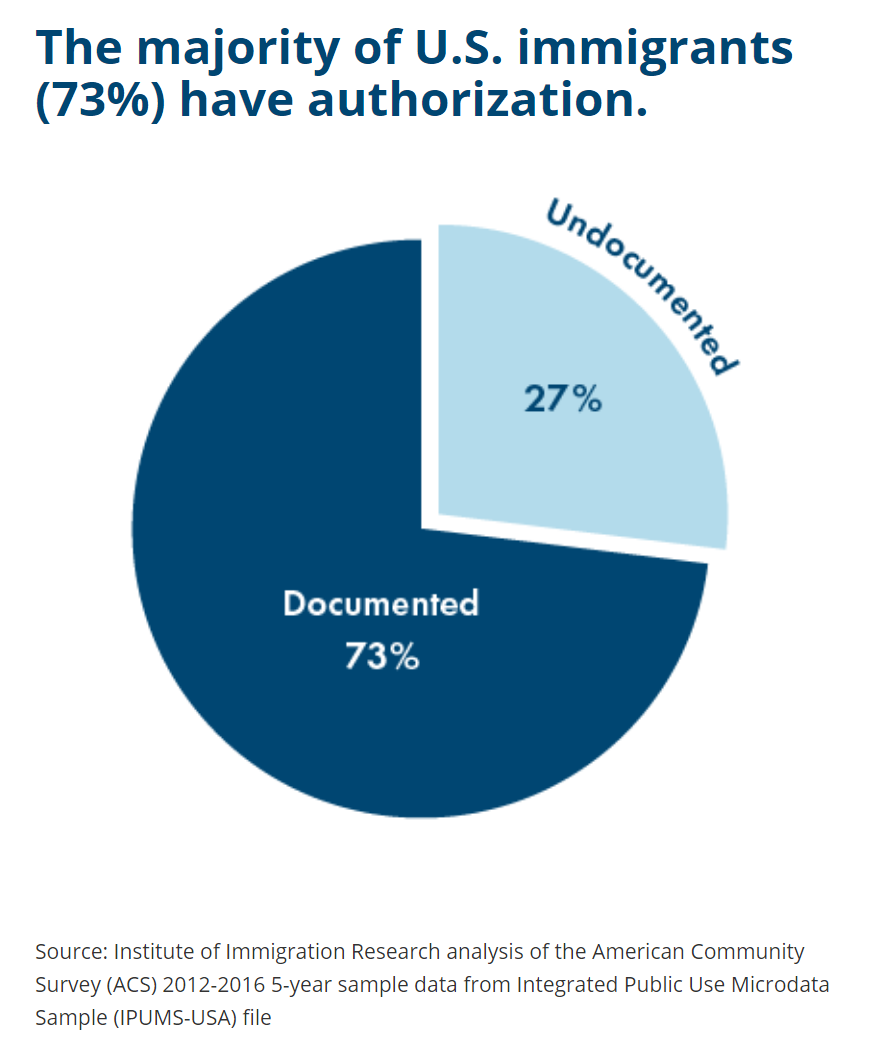 The majority of U.S. immigrants
(73%) have authorization.
Undocumented
27%
Documented
73%
Source: Institute of Immigration Research analysis of the American Community
Survey (ACS) 2012-2016 5-year sample data from Integrated Public Use Microdata
Sample (IPUMS-USA) file